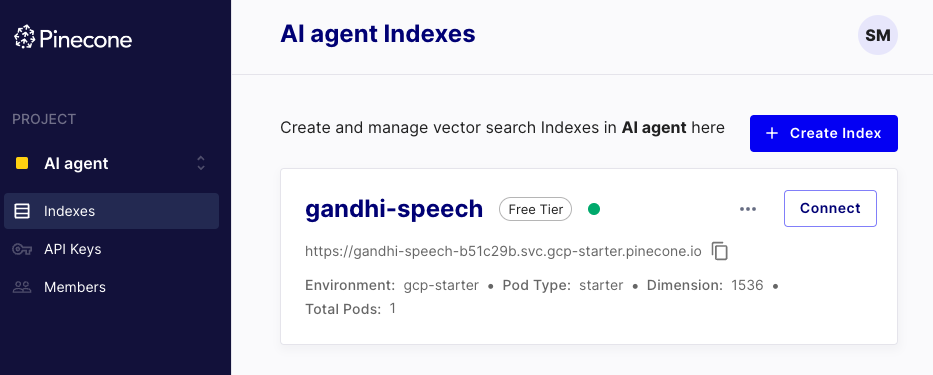 Pinecone
PROJECT
AI agent
Indexes
API Keys
Members
AI agent Indexes
SM
Create and manage vector search Indexes in AI agent here
+ Create Index
gandhi-speech
Free Tier
Connect
https://gandhi-speech-b51c29b.svc.gcp-starter.pinecone.io
Environment: gcp-starter • Pod Type: starter • Dimension: 1536 •
Total Pods: 1